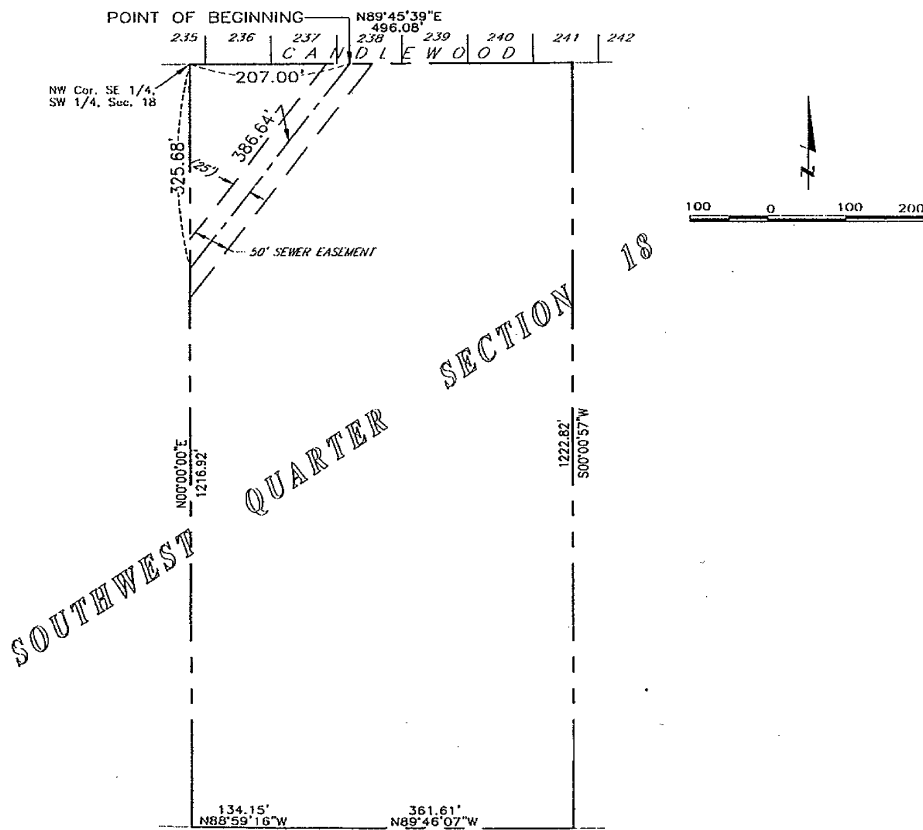 POINT OF BEGINNING
N89°45'39"E
496.08'
235 236 237 238 239 240 241 242
CANDLEWOOD
207.00'
NW Cor. SE 1/4,
SW 1/4, Sec. 18
386.64'
325.68'
(25')
50' SEWER EASEMENT
N
100 0 100 200
SOUTHWEST QUARTER SECTION 18
N00°00'00"E
1216.92'
1222.82'
S00°00'57"W
134.15'
N88°59'16"W
361.61'
N89°46'07"W